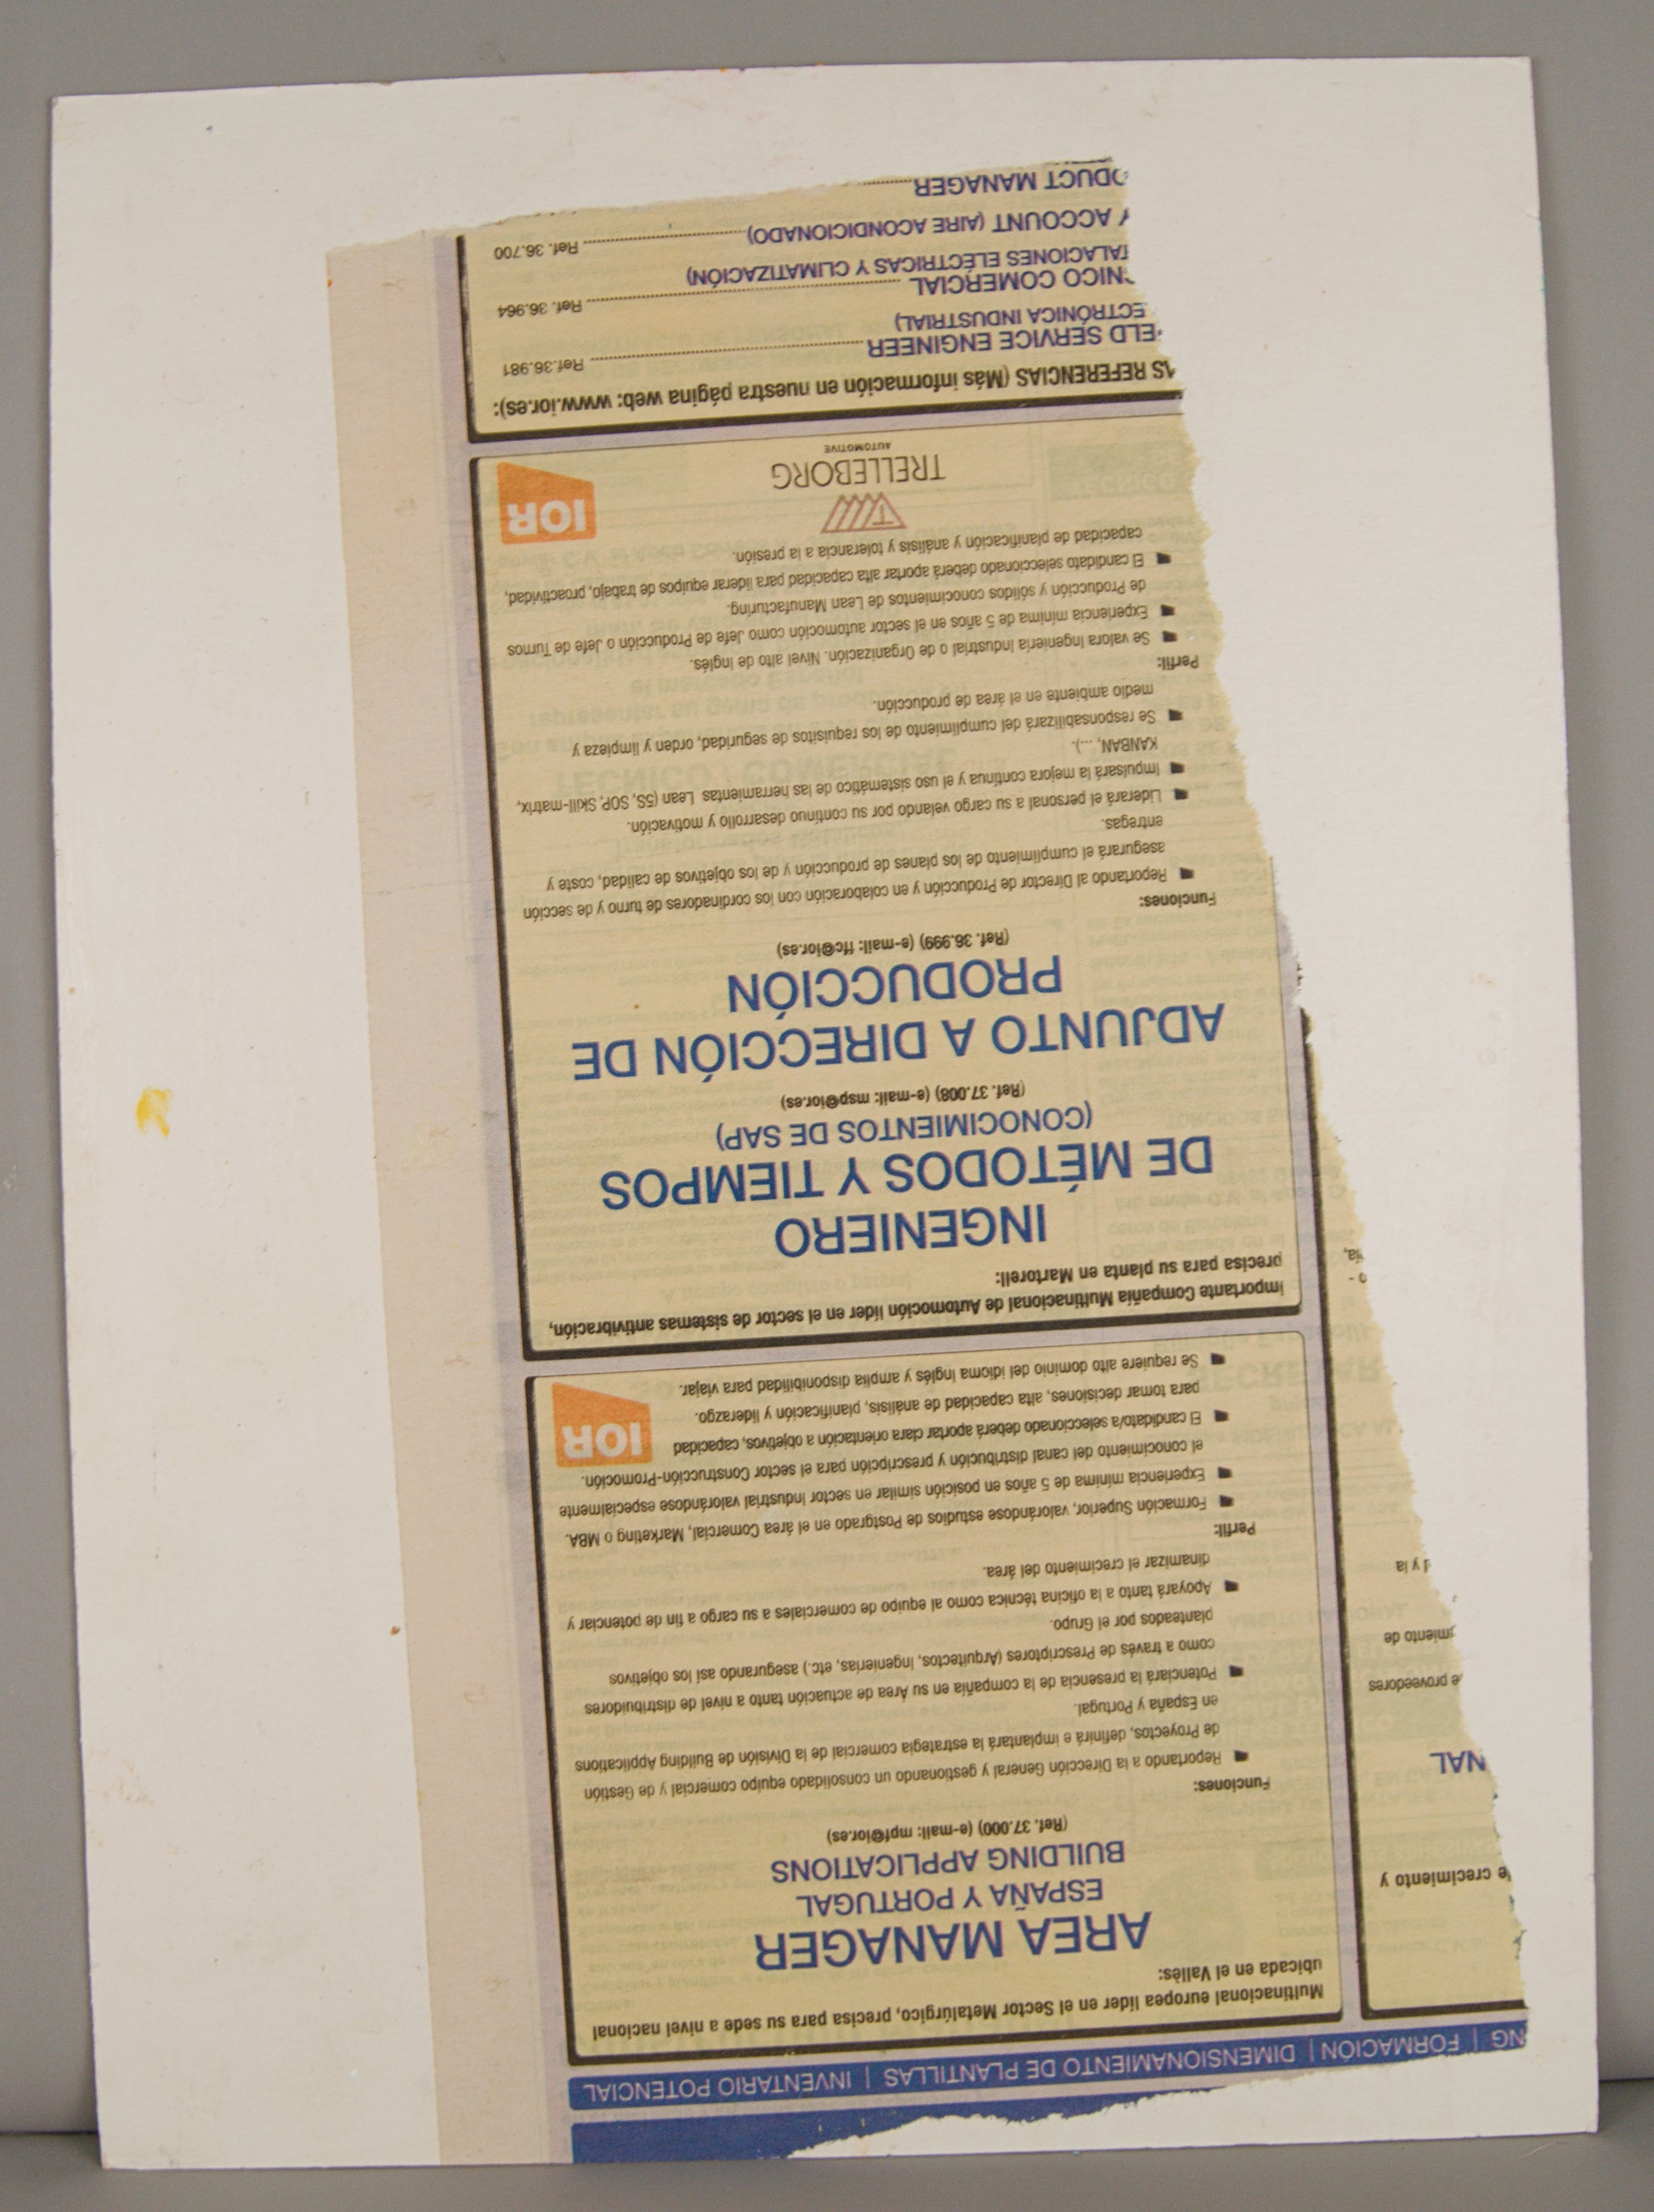 NG | FORMACIÓN | DIMENSIONAMIENTO DE PLANTILLAS | INVENTARIO POTENCIAL
Multinacional europea líder en el Sector Metalúrgico, precisa para su sede a nivel nacional
ubicada en el Vallès:
AREA MANAGER
ESPAÑA Y PORTUGAL
BUILDING APPLICATIONS
(Ref. 37.000) (e-mail: mpf@ior.es)
Funciones:
Reportando a la Dirección General y gestionando un consolidado equipo comercial y de Gestión
de Proyectos, definirá e implantará la estrategia comercial de la División de Building Applications
en España y Portugal.
Potenciará la presencia de la compañía en su Área de actuación tanto a nivel de distribuidores
como a través de Prescriptores (Arquitectos, Ingenierías, etc.) asegurando así los objetivos
planteados por el Grupo.
Apoyará tanto a la oficina técnica como al equipo de comerciales a su cargo a fin de potenciar y
dinamizar el crecimiento del área.
Perfil:
Formación Superior, valorándose estudios de Postgrado en el área Comercial, Marketing o MBA.
Experiencia mínima de 5 años en posición similar en sector Industrial valorándose especialmente
el conocimiento del canal distribución y prescripción para el sector Construcción-Promoción.
El candidato/a seleccionado deberá aportar clara orientación a objetivos, capacidad
para tomar decisiones, alta capacidad de análisis, planificación y liderazgo.
Se requiere alto dominio del idioma Inglés y amplia disponibilidad para viajar.
IOR
Importante Compañía Multinacional de Automoción líder en el sector de sistemas antivibración,
precisa para su planta en Martorell:
INGENIERO
DE MÉTODOS Y TIEMPOS
(CONOCIMIENTOS DE SAP)
(Ref. 37.008) (e-mail: msp@ior.es)
ADJUNTO A DIRECCIÓN DE
PRODUCCIÓN
(Ref. 36.999) (e-mail: ffc@ior.es)
Funciones:
Reportando al Director de Producción y en colaboración con los cordinadores de turno y de sección
asegurará el cumplimiento de los planes de producción y de los objetivos de calidad, coste y
entregas.
Liderará el personal a su cargo velando por su contínuo desarrollo y motivación.
Impulsará la mejora contínua y el uso sistemático de las herramientas Lean (5S, SOP, Skill-matrix,
KANBAN, ...).
Se responsabilizará del cumplimiento de los requisitos de seguridad, orden y limpieza y
medio ambiente en el área de producción.
Perfil:
Se valora Ingeniería Industrial o de Organización. Nivel alto de Inglés.
Experiencia mínima de 5 años en el sector automoción como Jefe de Producción o Jefe de Turnos
de Producción y sólidos conocimientos de Lean Manufacturing.
El candidato seleccionado deberá aportar alta capacidad para liderar equipos de trabajo, proactividad,
capacidad de planificación y análisis y tolerancia a la presión.
TRELLEBORG
AUTOMOTIVE
IOR
AS REFERENCIAS (Más información en nuestra página web: www.ior.es):
ELD SERVICE ENGINEER Ref.36.981
ECTRÓNICA INDUSTRIAL)
NICO COMERCIAL Ref. 36.964
TALACIONES ELÉCTRICAS Y CLIMATIZACIÓN)
Y ACCOUNT (AIRE ACONDICIONADO) Ref. 36.700
DUCT MANAGER
e crecimiento y
NAL
e proveedores
miento de
d y la
o -
ía,